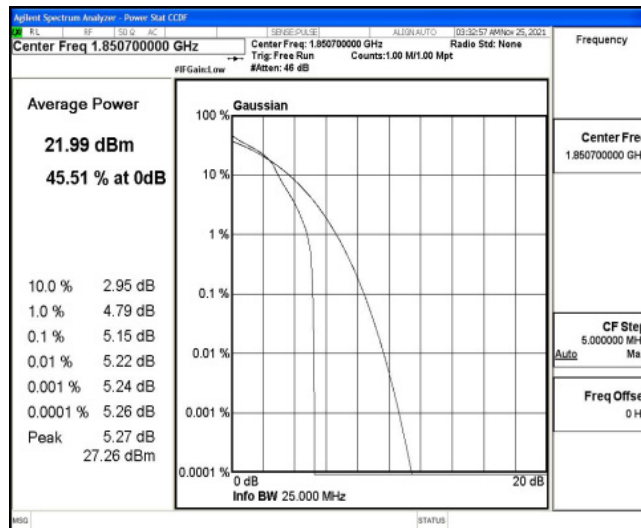 Agilent Spectrum Analyzer - Power Stat CCDF
RL RF 50 Ω AC SENSE:PULSE ALIGN AUTO 03:32:57 AM Nov 25, 2021
Center Freq 1.850700000 GHz
Center Freq: 1.850700000 GHz Radio Std: None
Trig: Free Run Counts:1.00 M/1.00 Mpt
#IFGain:Low #Atten: 46 dB
Frequency
Average Power
21.99 dBm
45.51 % at 0dB
10.0 % 2.95 dB
1.0 % 4.79 dB
0.1 % 5.15 dB
0.01 % 5.22 dB
0.001 % 5.24 dB
0.0001 % 5.26 dB
Peak 5.27 dB
27.26 dBm
Gaussian
100 %
10 %
1 %
0.1 %
0.01 %
0.001 %
0.0001 %
0 dB 20 dB
Info BW 25.000 MHz
Center Fre
1.850700000 GH
CF Step
5.000000 MH
Auto Ma
Freq Offse
0 H
MSG STATUS